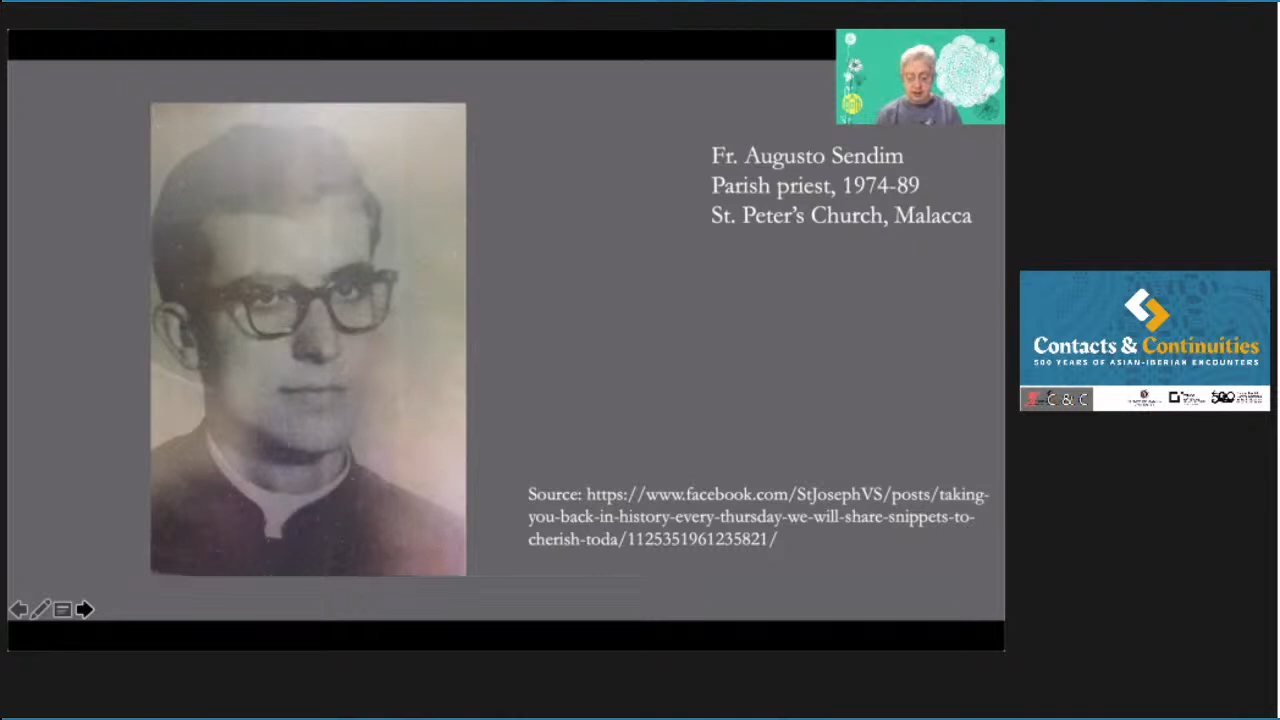 Fr. Augusto Sendim
Parish priest, 1974-89
St. Peter’s Church, Malacca
Contacts & Continuities
500 YEARS OF ASIAN-IBERIAN ENCOUNTERS
Source: https://www.facebook.com/StJosephVS/posts/taking-
you-back-in-history-every-thursday-we-will-share-snippets-to-
cherish-toda/1125351961235821/